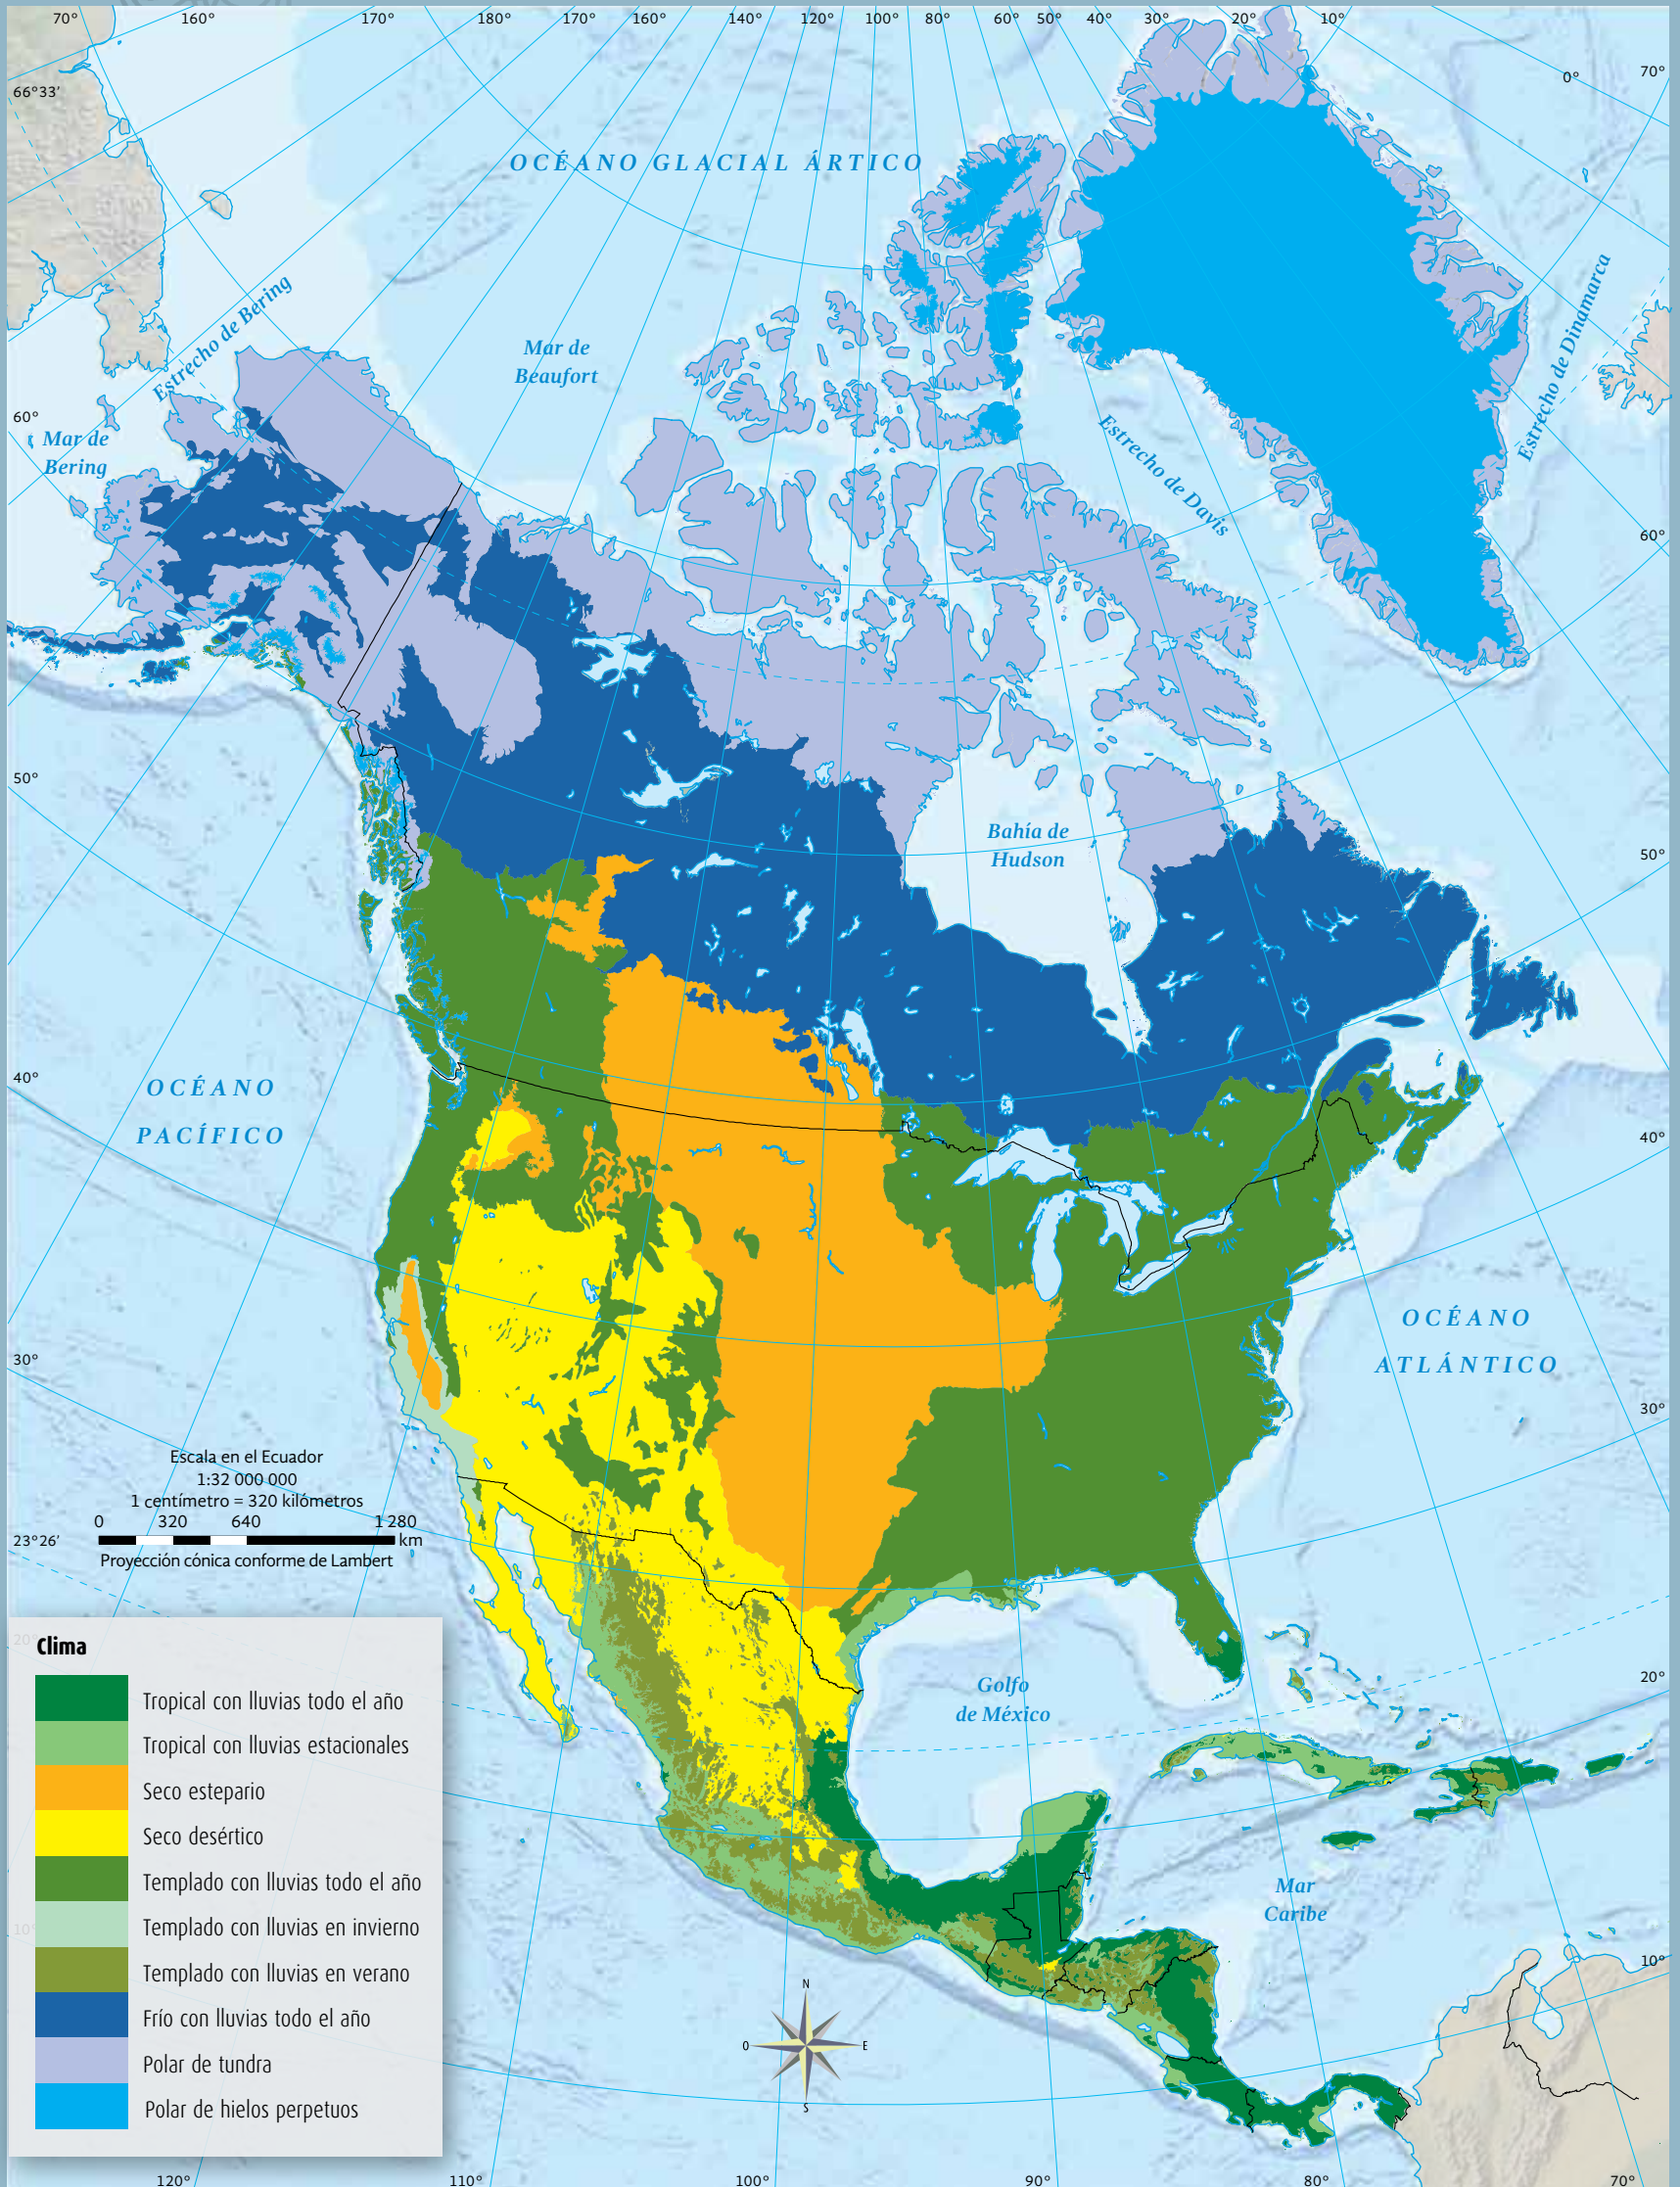 70° 160° 170° 180° 170° 160° 140° 120° 100° 80° 60° 50° 40° 30° 20° 10°
0° 70°
66°33’
OCÉANO GLACIAL ÁRTICO
Estrecho de Bering
Mar de
Beaufort
Estrecho de Dinamarca
60°
Mar de
Bering
Estrecho de Davis
60°
50°
Bahía de
Hudson
50°
40°
OCÉANO
PACÍFICO
40°
OCÉANO
ATLÁNTICO
30°
30°
Escala en el Ecuador
1:32 000 000
1 centímetro = 320 kilómetros
0 320 640 1 280
km
Proyección cónica conforme de Lambert
23°26’
20°
Golfo
de México
20°
Mar
Caribe
10°
10°
Clima
Tropical con lluvias todo el año
Tropical con lluvias estacionales
Seco estepario
Seco desértico
Templado con lluvias todo el año
Templado con lluvias en invierno
Templado con lluvias en verano
Frío con lluvias todo el año
Polar de tundra
Polar de hielos perpetuos
N
O E
S
120° 110° 100° 90° 80° 70°